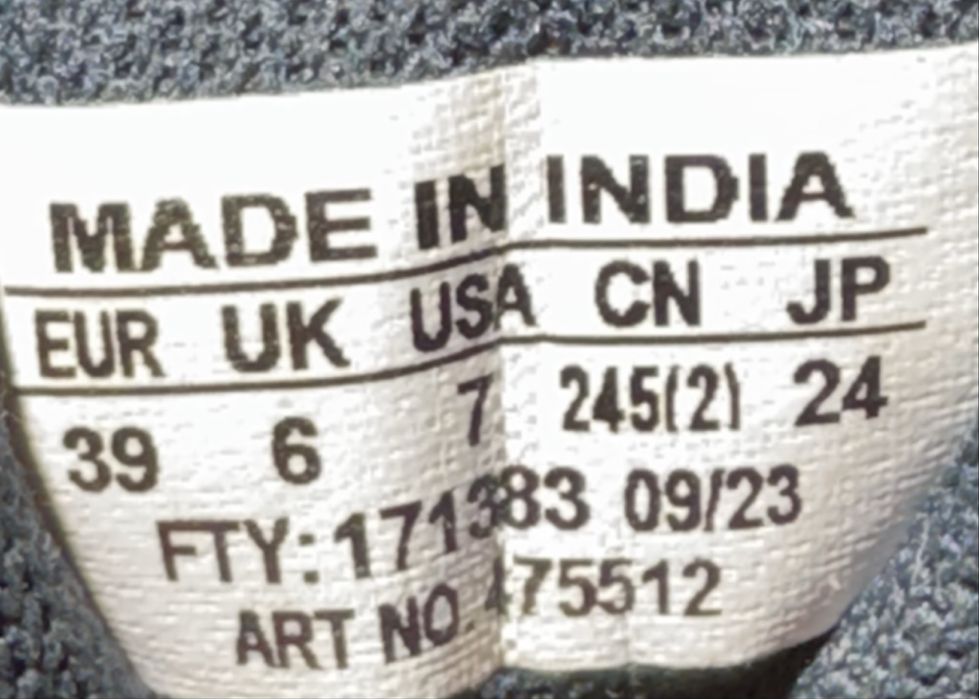 MADE IN INDIA
EUR UK USA CN JP
39 6 7 245(2) 24
FTY: 171383 09/23
ART NO. 475512